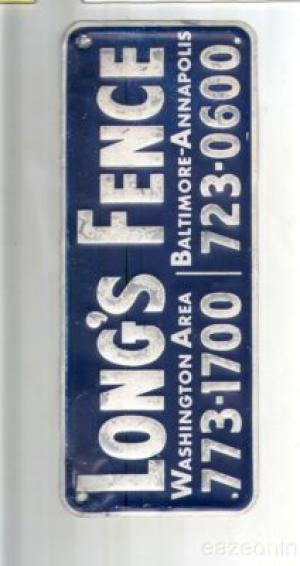 LONG'S FENCE
WASHINGTON AREA | BALTIMORE-ANNAPOLIS
773-1700 | 723-0600
eazeonin